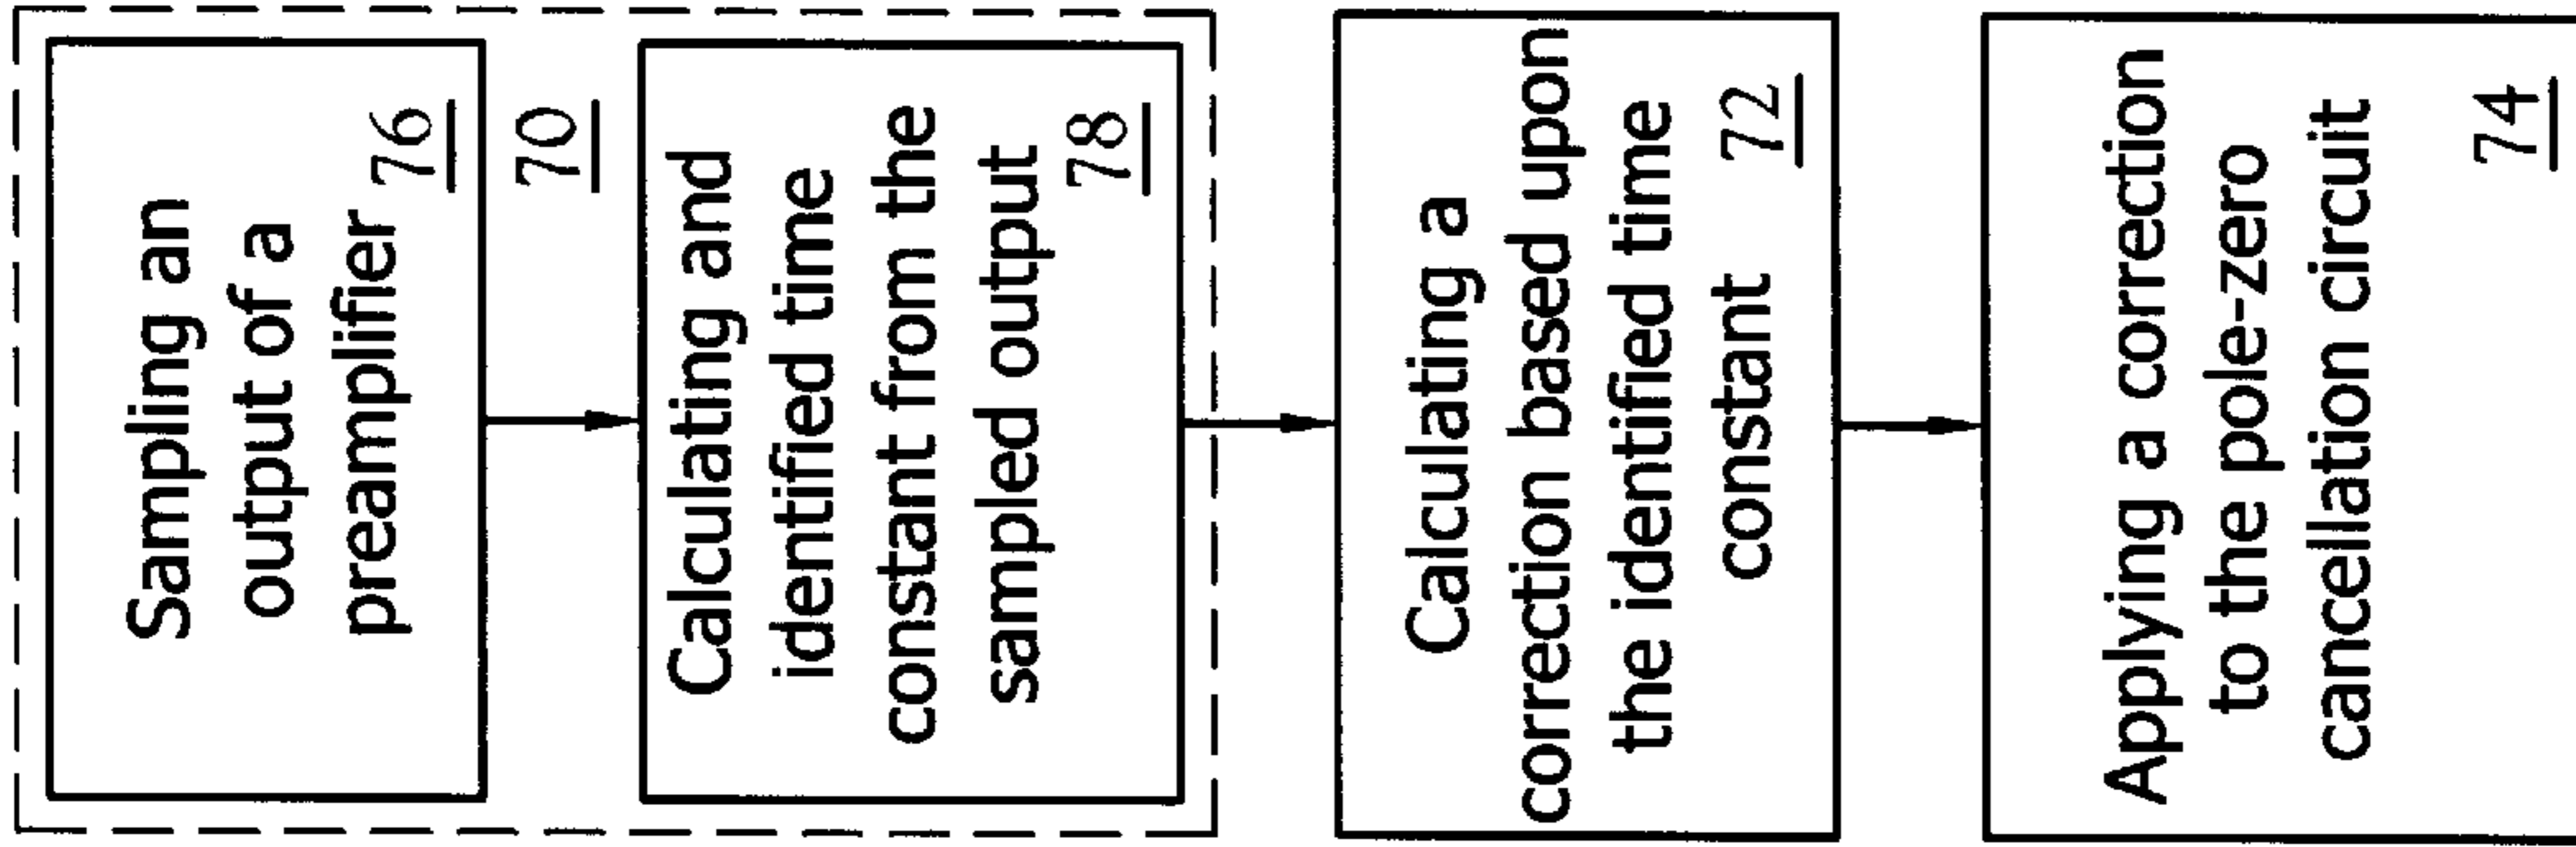 Sampling an
output of a
preamplifier
76
70
Calculating and
identified time
constant from the
sampled output
78
Calculating a
correction based upon
the identified time
constant 72
Applying a correction
to the pole-zero
cancellation circuit
74